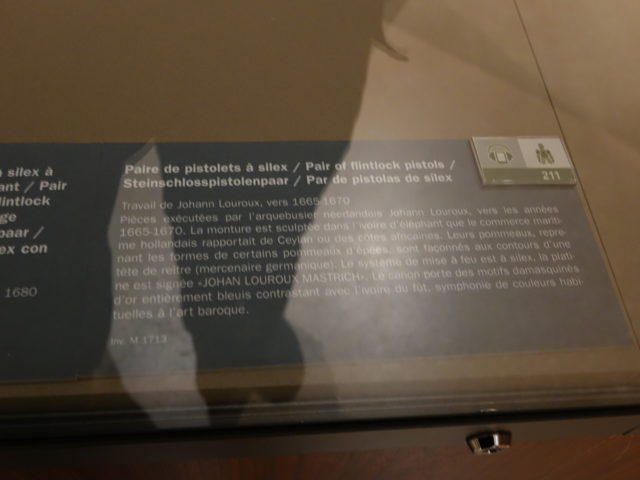 silex à
ant / Pair
flintlock
ge
paar /
ex con
1680
Paire de pistolets à silex / Pair of flintlock pistols /
Steinschlosspistolenpaar / Par de pistolas de silex
211
Travail de Johann Louroux, vers 1665-1670
Pièces exécutées par l'arquebusier néerlandais Johann Louroux, vers les années
1665-1670. La monture est sculptée dans l'ivoire d'éléphant que le commerce mariti-
me hollandais rapportait de Ceylan ou des côtes africaines. Leurs pommeaux, repre-
nant les formes de certains pommeaux d'épée, sont façonnés aux contours d'une
tête de reître (mercenaire germanique). Le système de mise à feu est à silex, la plati-
ne est signée «JOHAN LOUROUX MASTRICH». Le canon porte des motifs damasquinés
d'or entièrement bleuis contrastant avec l'ivoire du fût, symphonie de couleurs habi-
tuelles à l'art baroque.
Inv. M 1713